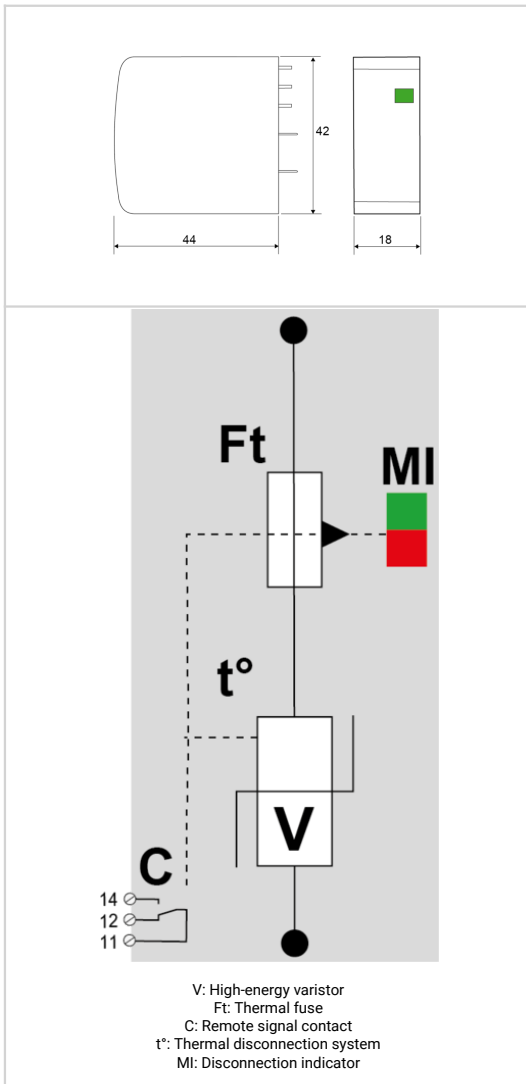 42
44
18
Ft
MI
t°
V
C
14
12
11
V: High-energy varistor
Ft: Thermal fuse
C: Remote signal contact
t°: Thermal disconnection system
MI: Disconnection indicator